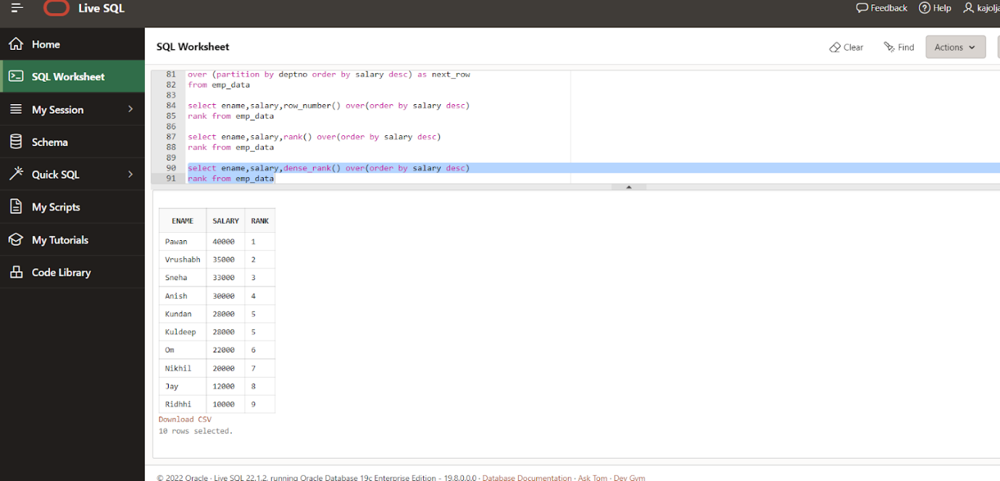 Live SQL
Feedback
Help
Home
SQL Worksheet
My Session
Schema
Quick SQL
My Scripts
My Tutorials
Code Library
SQL Worksheet
Clear
Find
Actions
81 over (partition by deptno order by salary desc) as next_row
82 from emp_data
83
84 select ename,salary,row_number() over(order by salary desc)
85 rank from emp_data
86
87 select ename,salary,rank() over(order by salary desc)
88 rank from emp_data
89
90 select ename,salary,dense_rank() over(order by salary desc)
91 rank from emp_data
ENAME SALARY RANK
Pawan 40000 1
Vrushabh 35000 2
Sneha 33000 3
Anish 30000 4
Kundan 28000 5
Kuldeep 28000 5
Om 22000 6
Nikhil 20000 7
Jay 12000 8
Ridhhi 10000 9
Download CSV
10 rows selected.
© 2022 Oracle · Live SQL 22.1.2, running Oracle Database 19c Enterprise Edition - 19.8.0.0.0 · Database Documentation · Ask Tom · Dev Gym